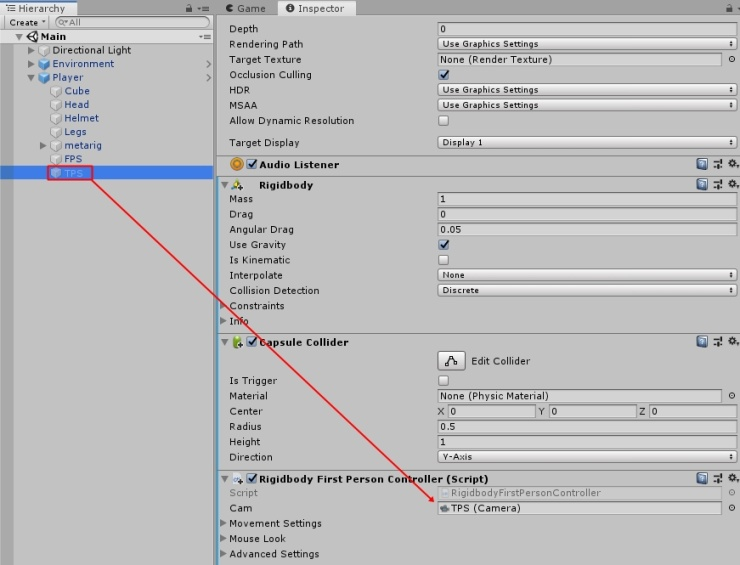 Hierarchy
Create
All
Main
Directional Light
Environment
Player
Cube
Head
Helmet
Legs
metarig
FPS
TPS
Game
Inspector
Depth 0
Rendering Path Use Graphics Settings
Target Texture None (Render Texture)
Occlusion Culling
HDR Use Graphics Settings
MSAA Use Graphics Settings
Allow Dynamic Resolution
Target Display Display 1
Audio Listener
Rigidbody
Mass 1
Drag 0
Angular Drag 0.05
Use Gravity
Is Kinematic
Interpolate None
Collision Detection Discrete
Constraints
Info
Capsule Collider
Edit Collider
Is Trigger
Material None (Physic Material)
Center X 0 Y 0 Z 0
Radius 0.5
Height 1
Direction Y-Axis
Rigidbody First Person Controller (Script)
Script RigidbodyFirstPersonController
Cam TPS (Camera)
Movement Settings
Mouse Look
Advanced Settings